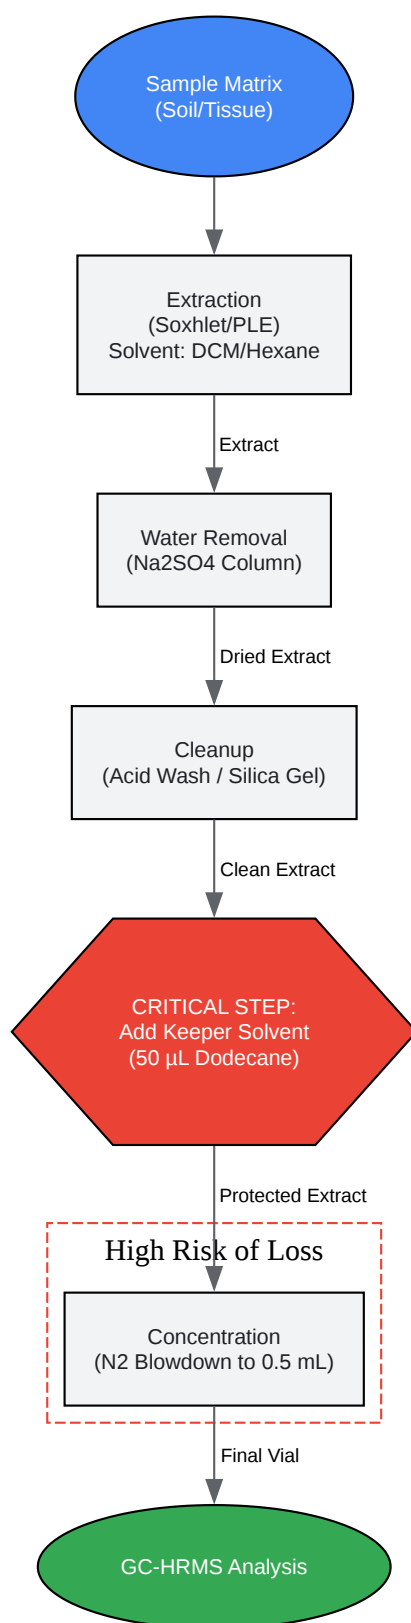 Sample Matrix
(Soil/Tissue)
Extraction
(Soxhlet/PLE)
Solvent: DCM/Hexane
Extract
Water Removal
(Na2SO4 Column)
Dried Extract
Cleanup
(Acid Wash / Silica Gel)
Clean Extract
CRITICAL STEP:
Add Keeper Solvent
(50 µL Dodecane)
Protected Extract
High Risk of Loss
Concentration
(N2 Blowdown to 0.5 mL)
Final Vial
GC-HRMS Analysis